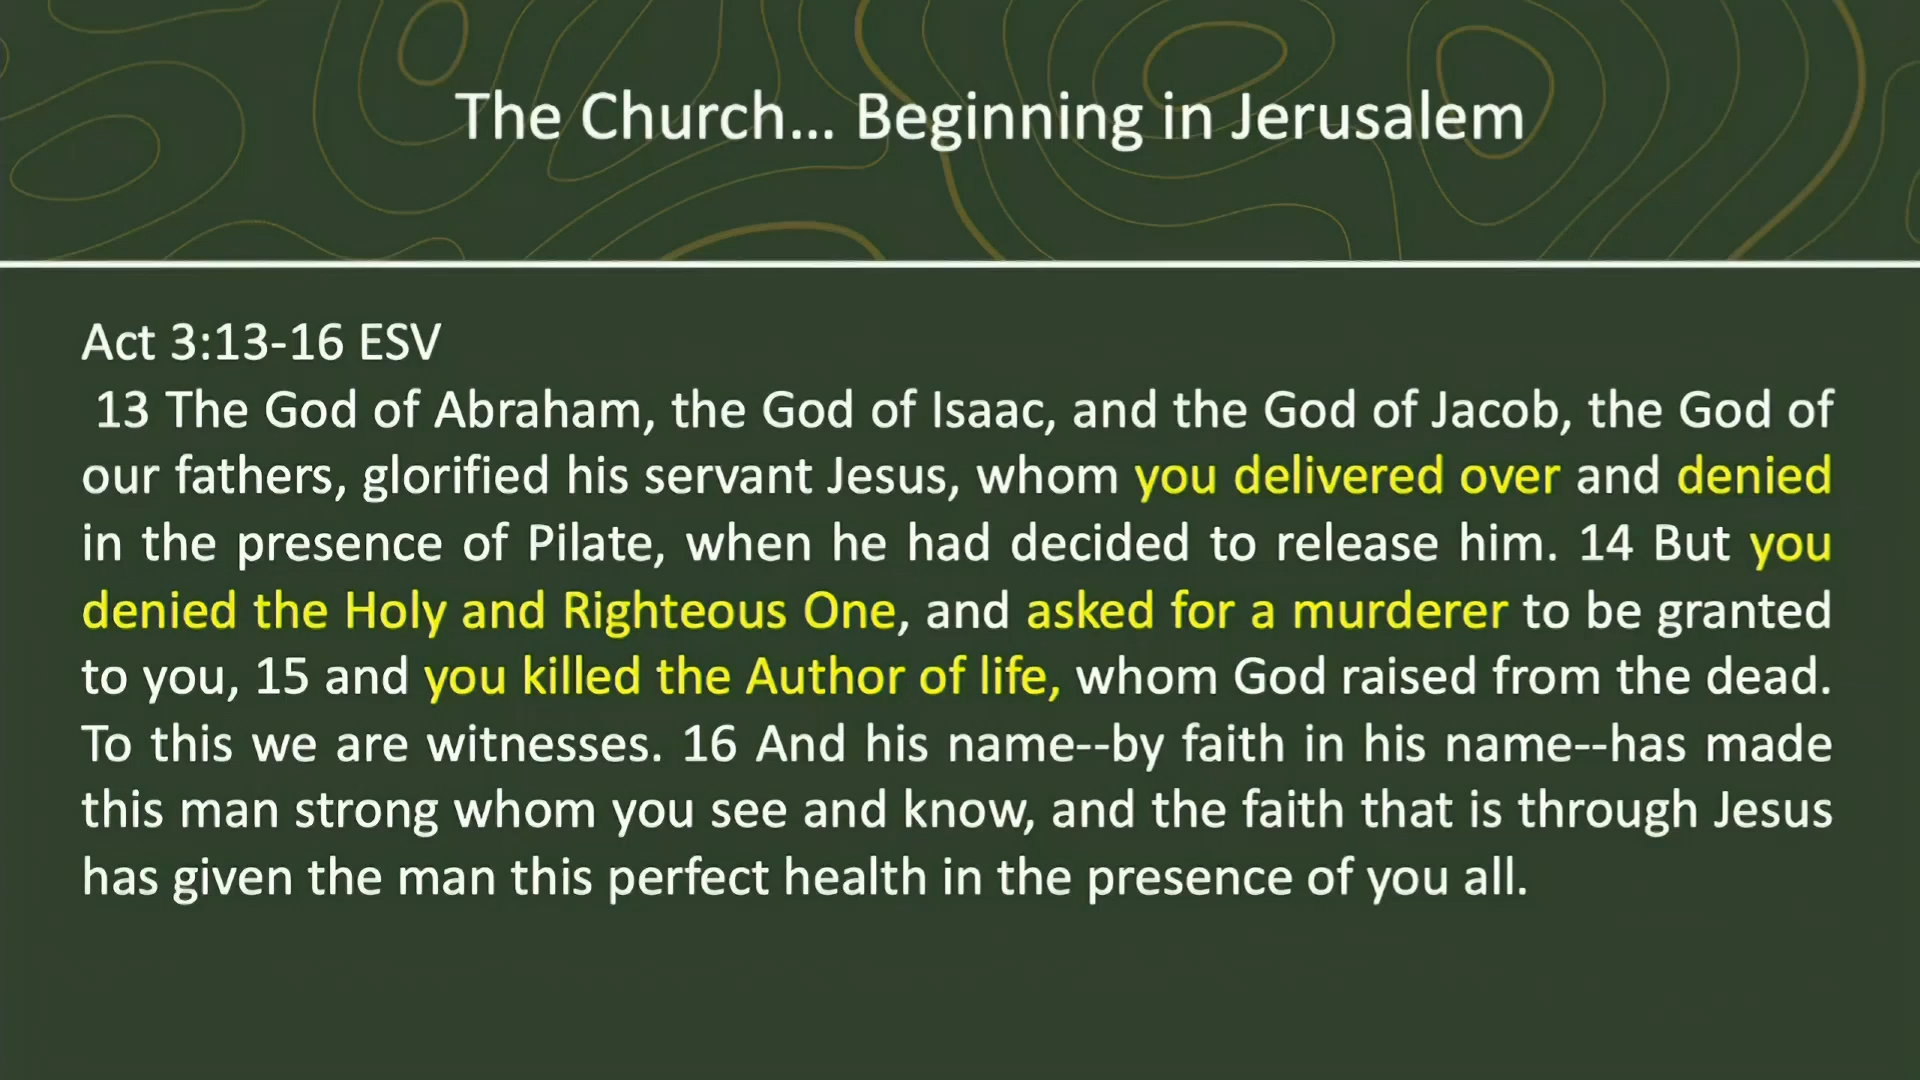 The Church... Beginning in Jerusalem
Act 3:13-16 ESV
13 The God of Abraham, the God of Isaac, and the God of Jacob, the God of
our fathers, glorified his servant Jesus, whom you delivered over and denied
in the presence of Pilate, when he had decided to release him. 14 But you
denied the Holy and Righteous One, and asked for a murderer to be granted
to you, 15 and you killed the Author of life, whom God raised from the dead.
To this we are witnesses. 16 And his name--by faith in his name--has made
this man strong whom you see and know, and the faith that is through Jesus
has given the man this perfect health in the presence of you all.